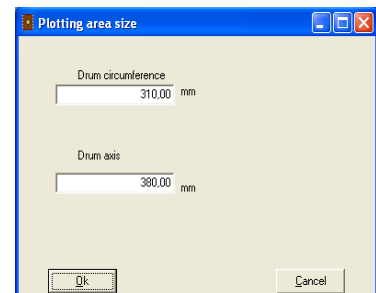 Plotting area size
Drum circumference
310,00 mm
Drum axis
380,00 mm
Ok Cancel